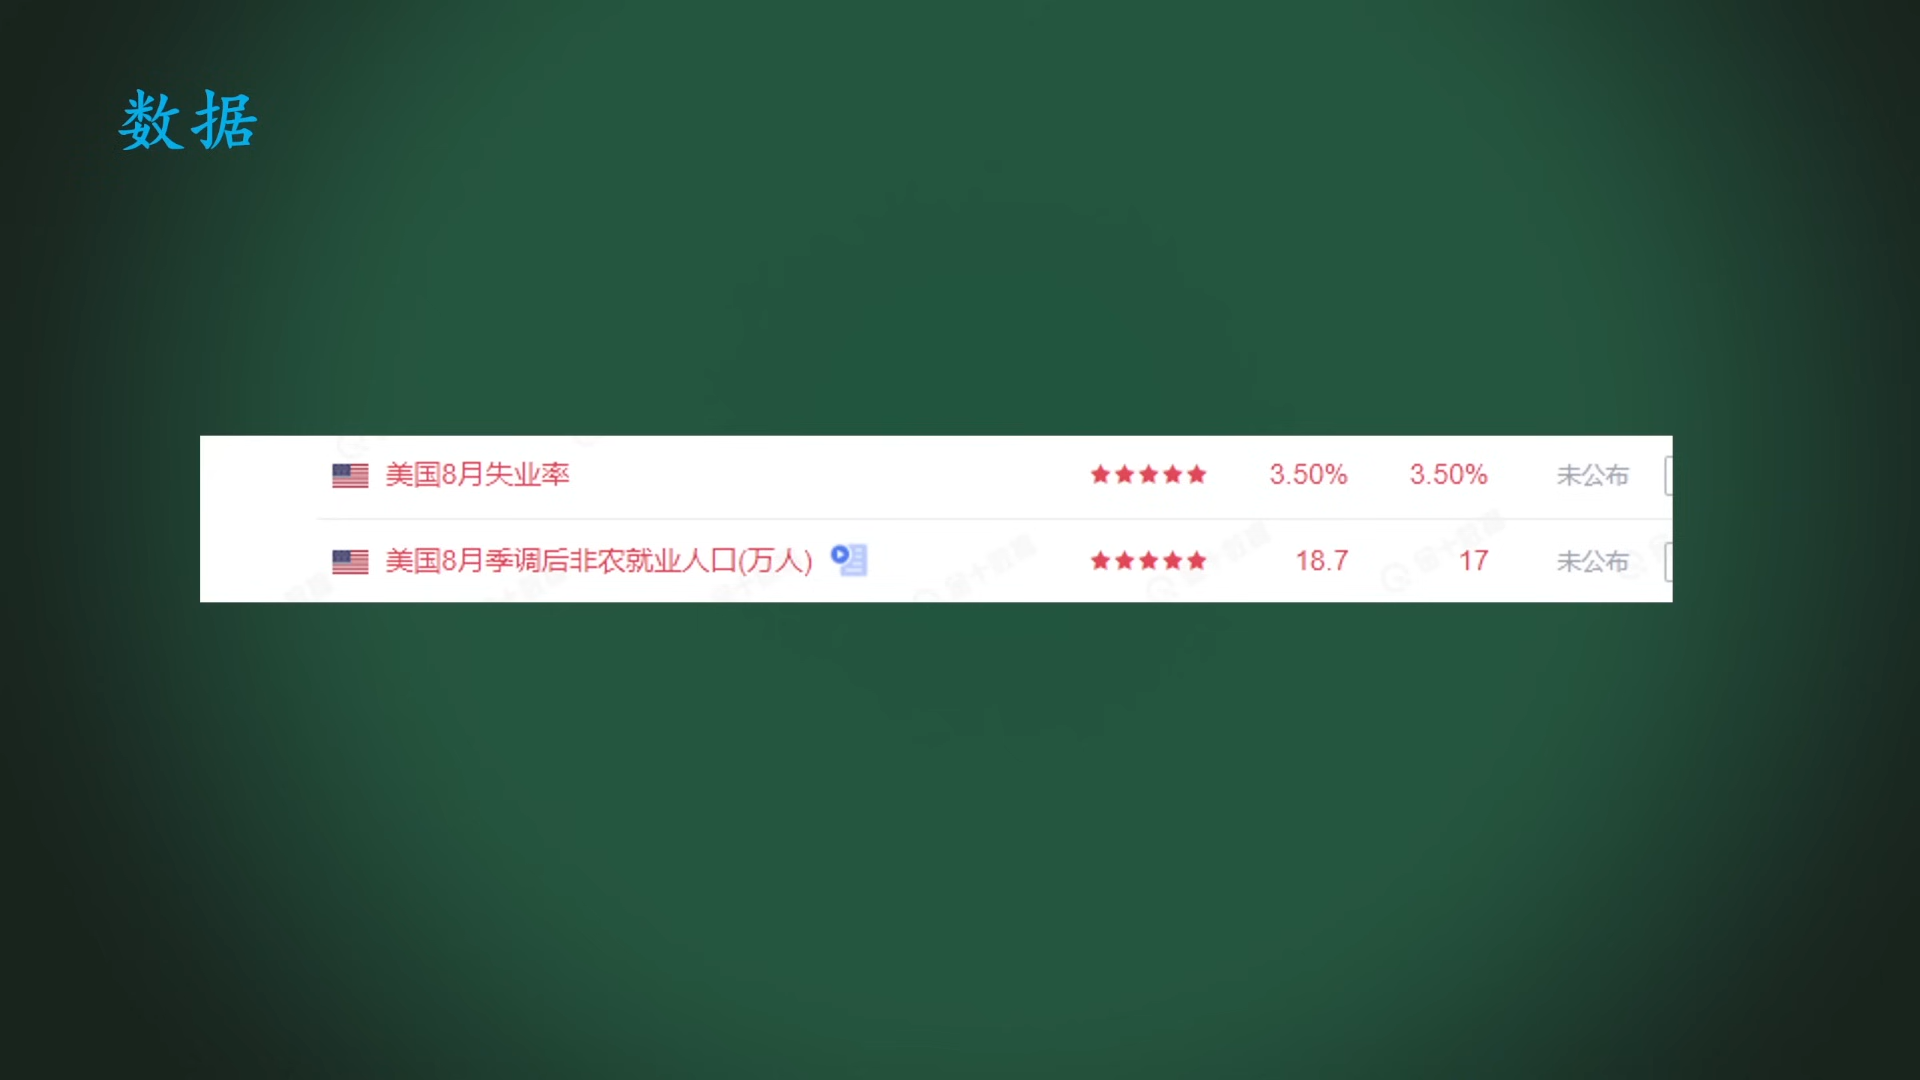 数据
美国8月失业率 ★★★★★ 3.50% 3.50% 未公布
美国8月季调后非农就业人口(万人) ★★★★★ 18.7 17 未公布